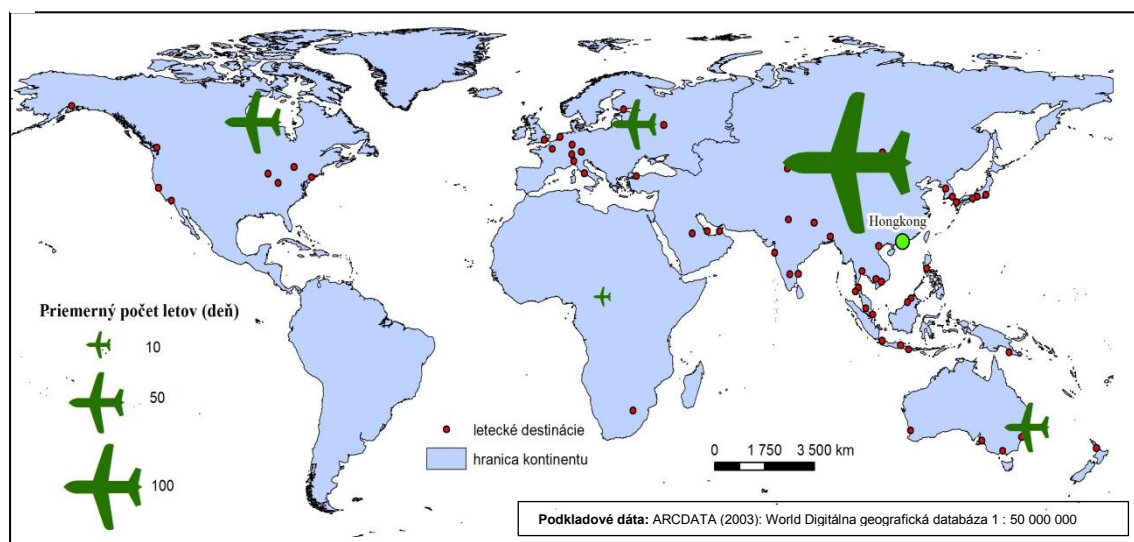 Hongkong
Priemerný počet letov (deň)
10
50
100
letecké destinácie
hranica kontinentu
0 1 750 3 500 km
Podkladové dáta: ARCDATA (2003): World Digitálna geografická databáza 1 : 50 000 000